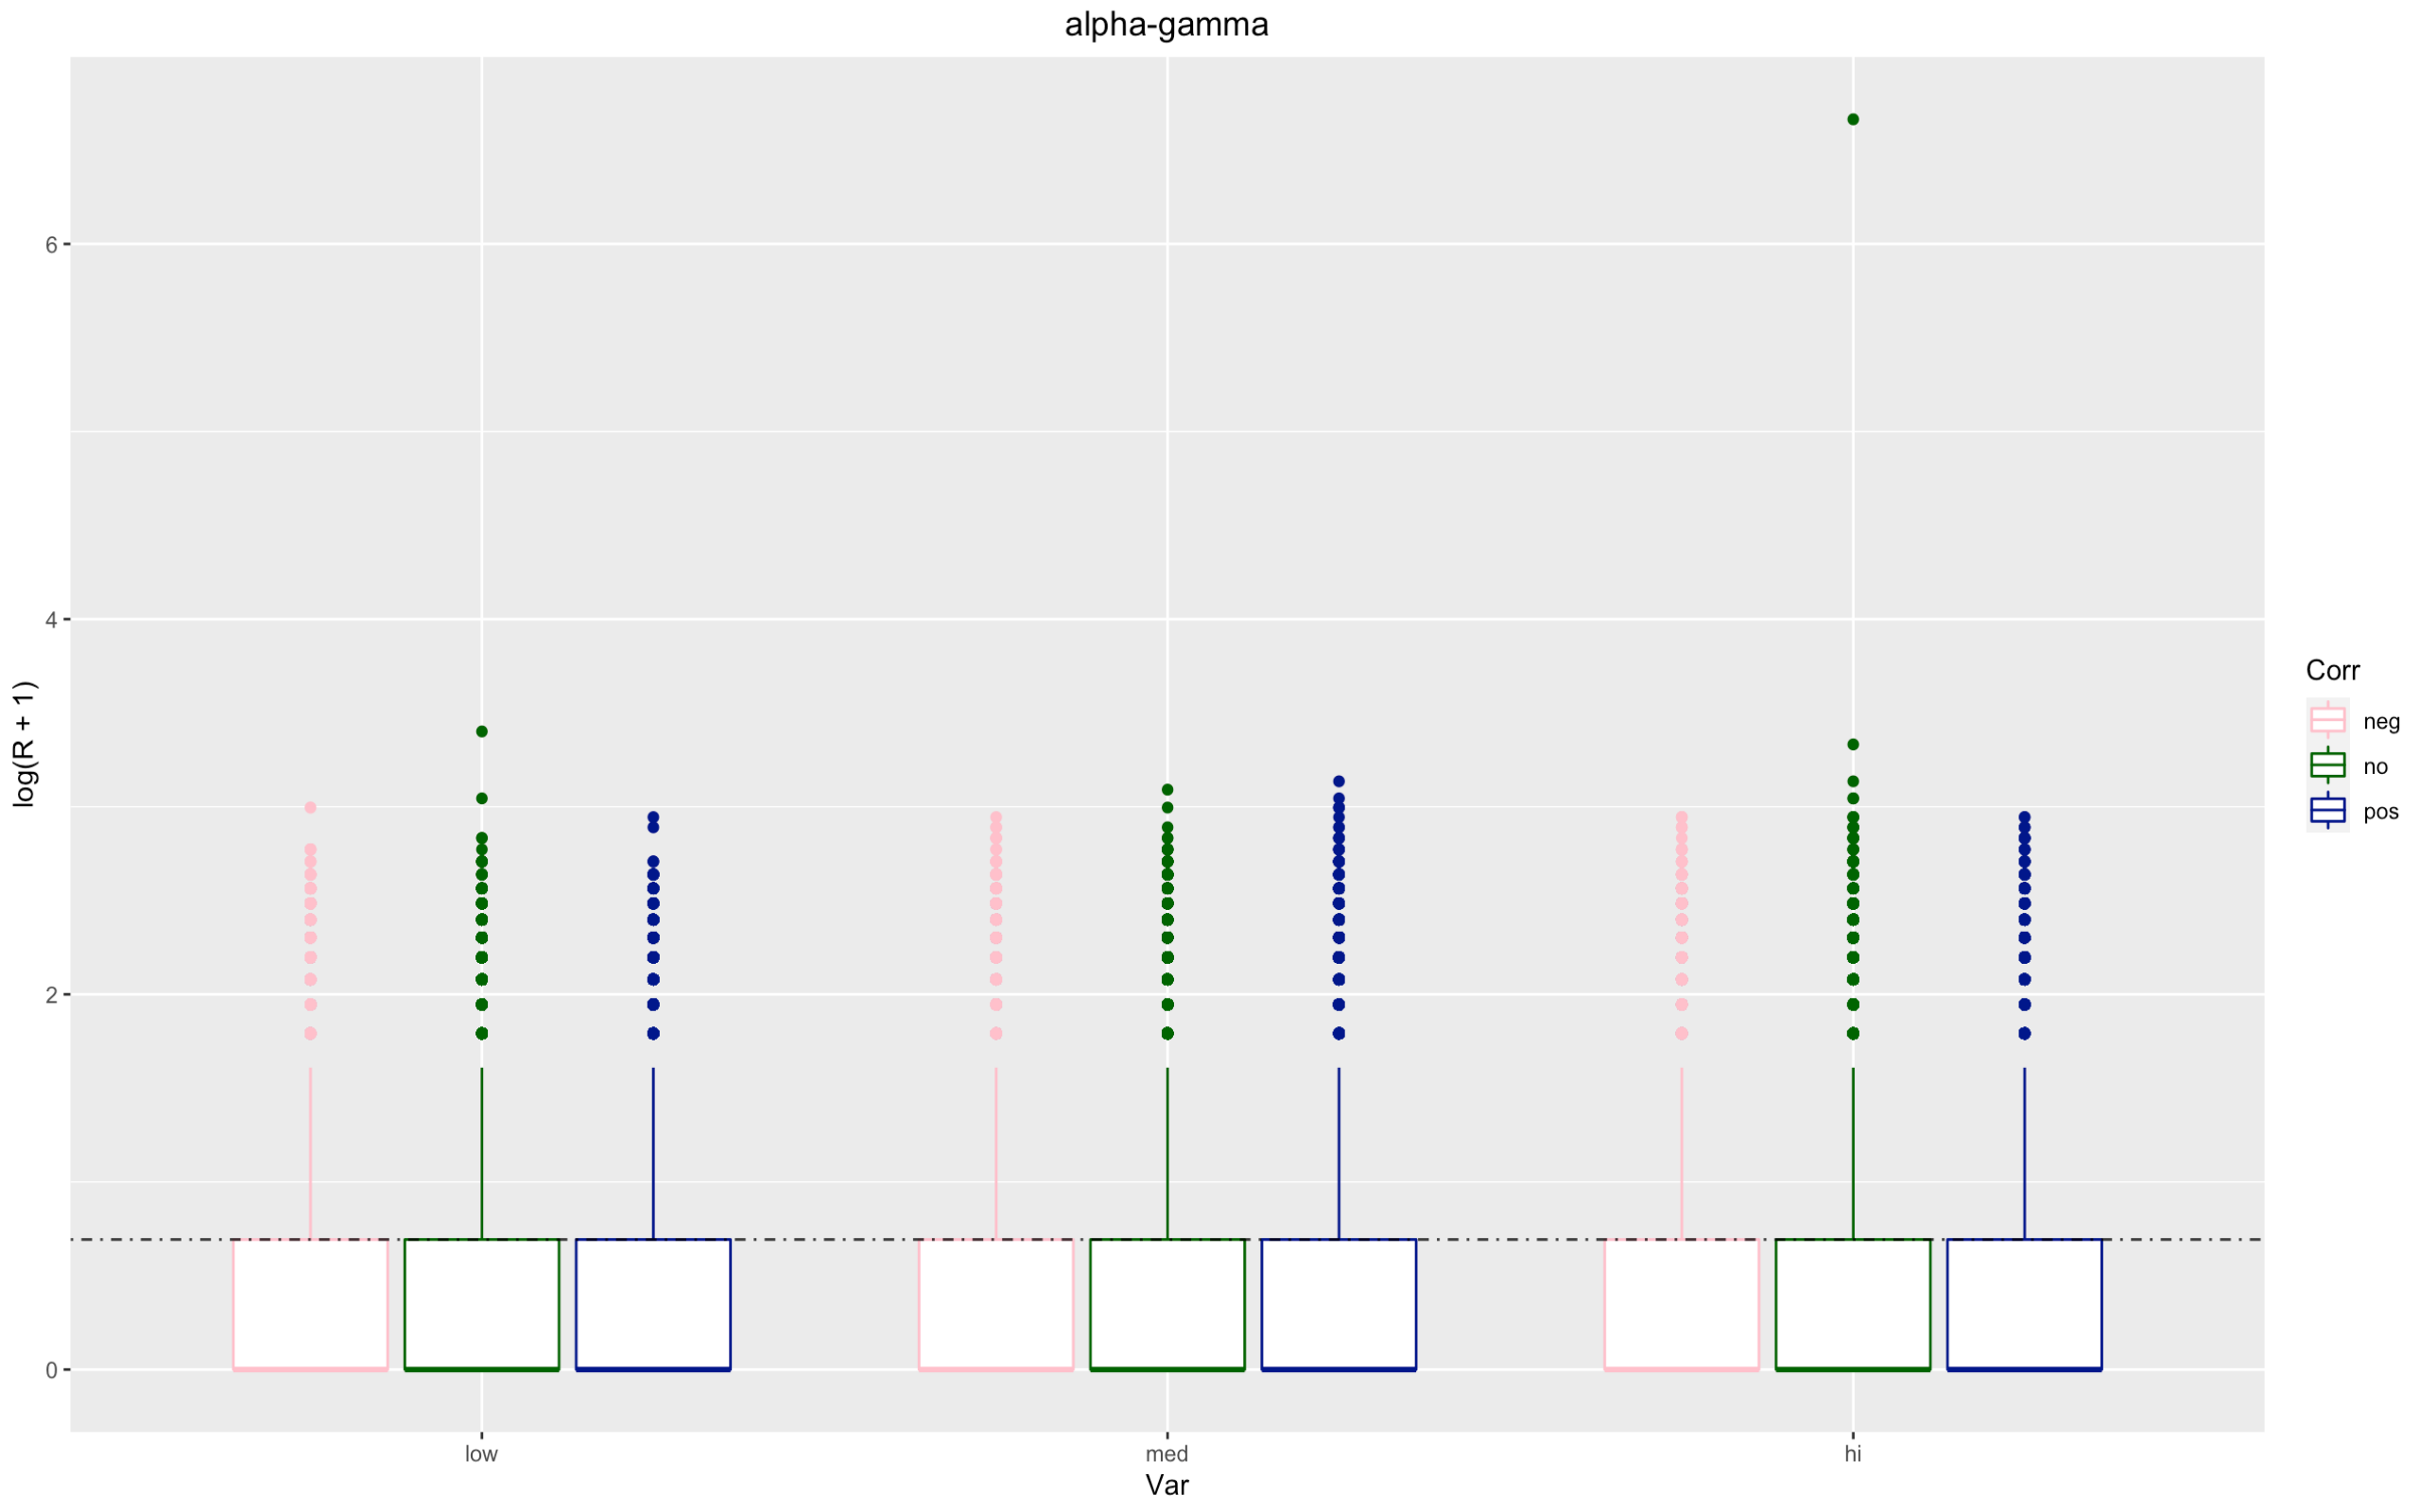 alpha-gamma
6
4
2
0
log(R + 1)
low
med
hi
Var
Corr
neg
no
pos